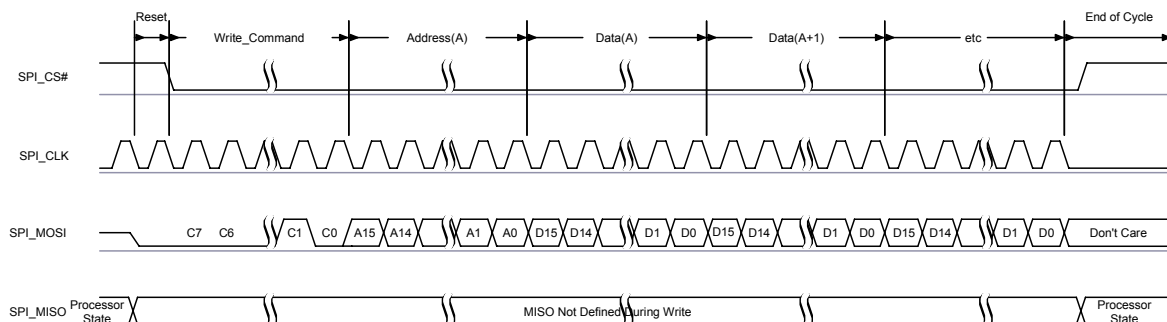 Reset
End of Cycle
Write_Command Address(A) Data(A) Data(A+1) etc
SPI_CS#
SPI_CLK
SPI_MOSI C7 C6 C1 C0 A15 A14 A1 A0 D15 D14 D1 D0 D15 D14 D1 D0 D15 D14 D1 D0 Don't Care
SPI_MISO Processor State MISO Not Defined During Write Processor State